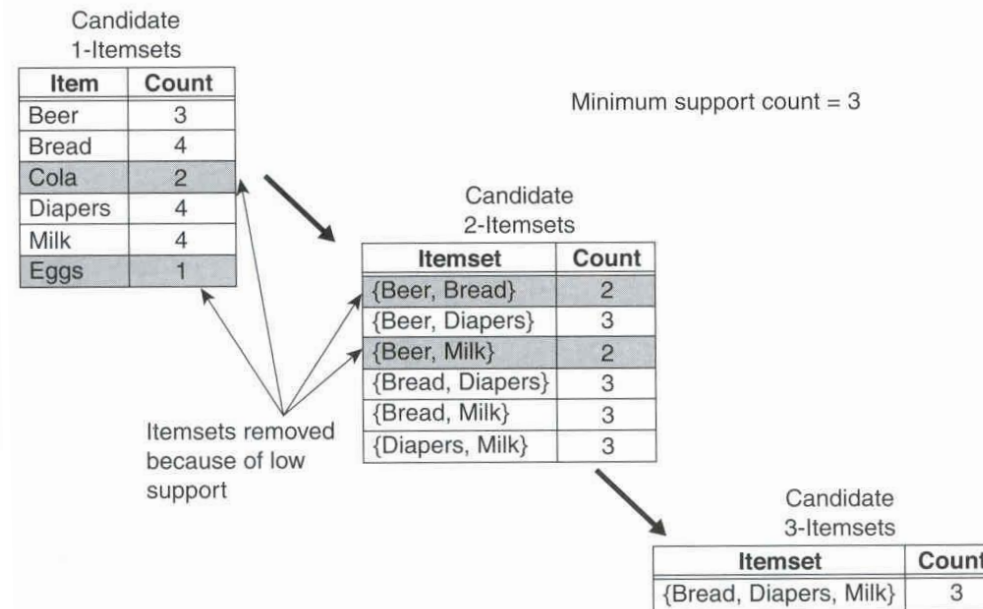 Candidate
1-Itemsets
Item Count
Beer 3
Bread 4
Cola 2
Diapers 4
Milk 4
Eggs 1
Minimum support count = 3
Candidate
2-Itemsets
Itemset Count
{Beer, Bread} 2
{Beer, Diapers} 3
{Beer, Milk} 2
{Bread, Diapers} 3
{Bread, Milk} 3
{Diapers, Milk} 3
Itemsets removed
because of low
support
Candidate
3-Itemsets
Itemset Count
{Bread, Diapers, Milk} 3